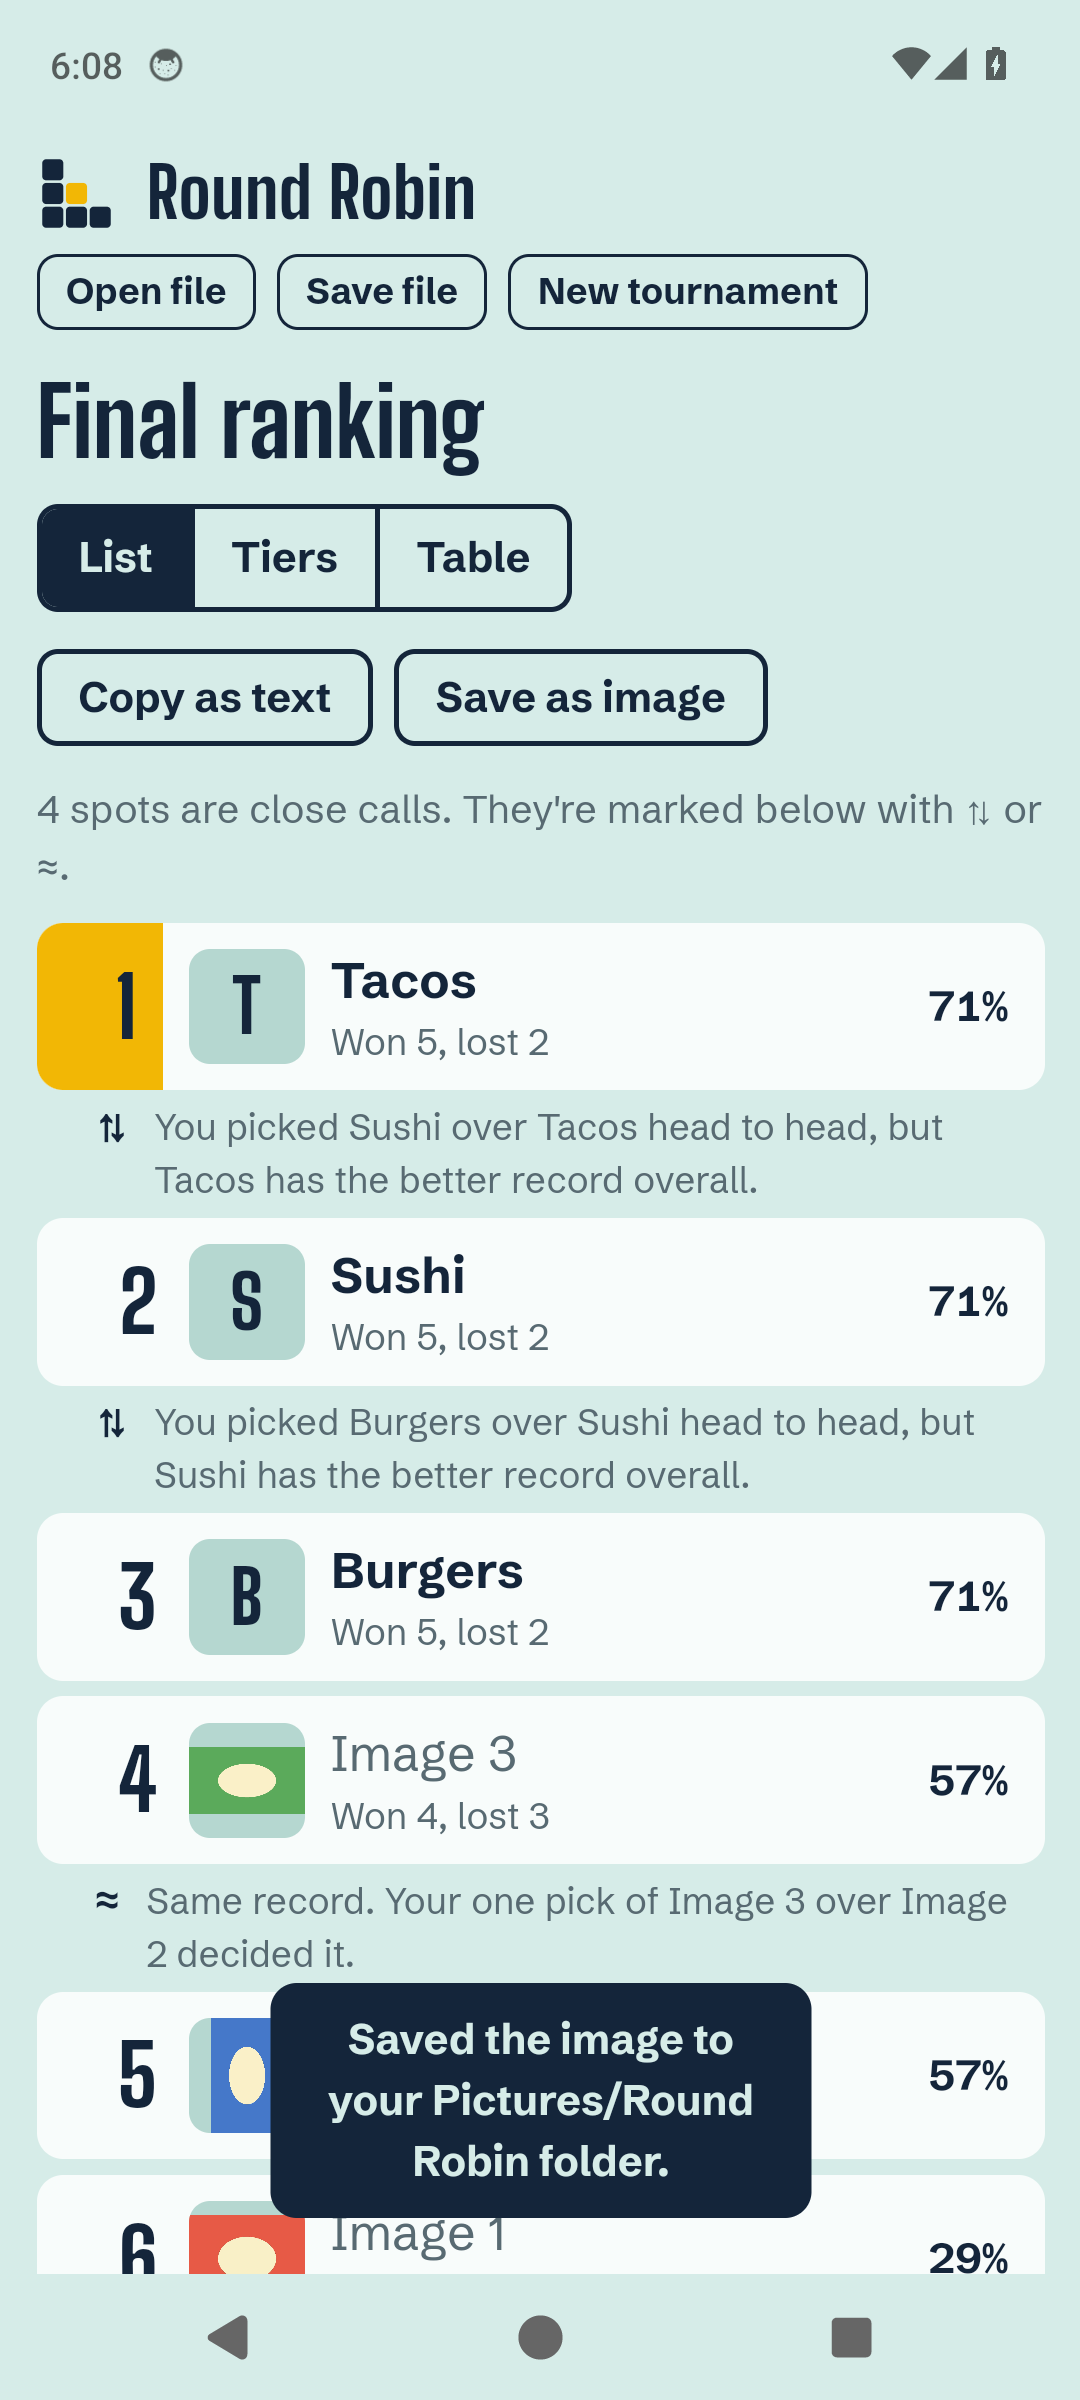 6:08
Round Robin
Open file
Save file
New tournament
Final ranking
List
Tiers
Table
Copy as text
Save as image
4 spots are close calls. They're marked below with ⇅ or
≈.
1
T
Tacos
Won 5, lost 2
71%
⇅ You picked Sushi over Tacos head to head, but
Tacos has the better record overall.
2
S
Sushi
Won 5, lost 2
71%
⇅ You picked Burgers over Sushi head to head, but
Sushi has the better record overall.
3
B
Burgers
Won 5, lost 2
71%
4
Image 3
Won 4, lost 3
57%
≈ Same record. Your one pick of Image 3 over Image
2 decided it.
5
57%
Saved the image to
your Pictures/Round
Robin folder.
6
Image 1
29%